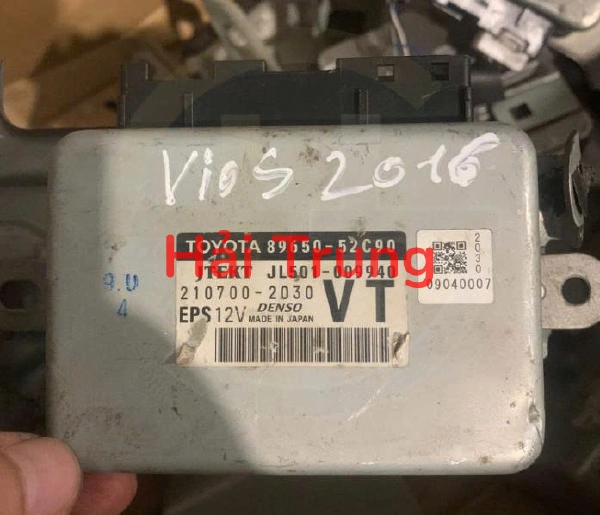 Vios 2016
TOYOTA 89650-52C90
Hải Trung
JTEKT JL501-009940
210700-2030
DENSO
EPS 12V MADE IN JAPAN
VT
2030
09040007
9.U
4